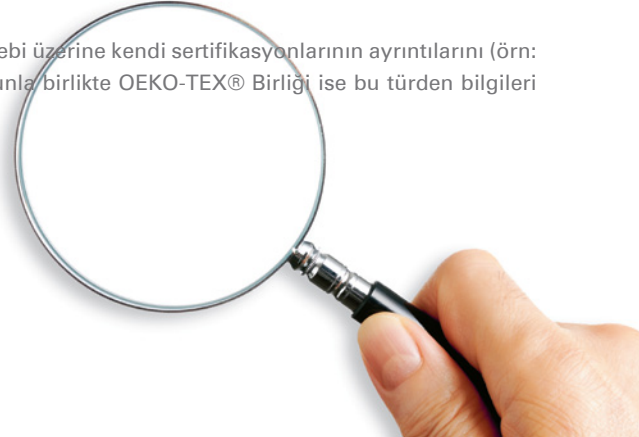 ebi üzerine kendi sertifikasyonlarının ayrıntılarını (örn:
unla birlikte OEKO-TEX® Birliği ise bu türden bilgileri